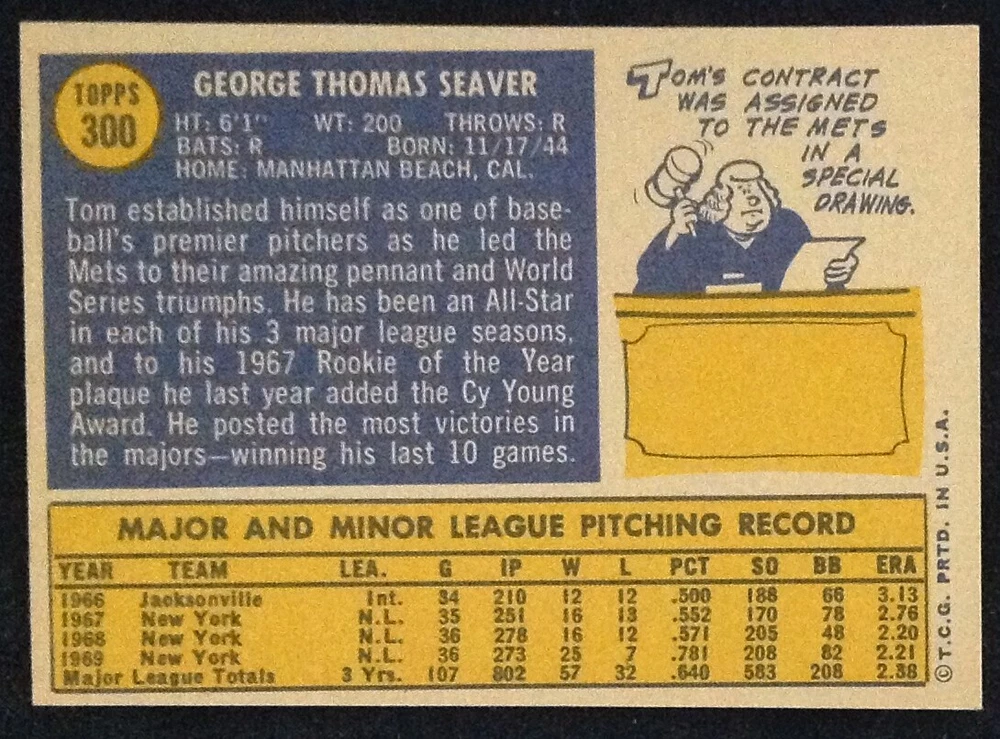 TOPPS
300
GEORGE THOMAS SEAVER
HT: 6'1" WT: 200 THROWS: R
BATS: R BORN: 11/17/44
HOME: MANHATTAN BEACH, CAL.
Tom established himself as one of base-
ball's premier pitchers as he led the
Mets to their amazing pennant and World
Series triumphs. He has been an All-Star
in each of his 3 major league seasons,
and to his 1967 Rookie of the Year
plaque he last year added the Cy Young
Award. He posted the most victories in
the majors—winning his last 10 games.
TOM'S CONTRACT
WAS ASSIGNED
TO THE METS
IN A
SPECIAL
DRAWING.
MAJOR AND MINOR LEAGUE PITCHING RECORD
YEAR TEAM LEA. G IP W L PCT SO BB ERA
1966 Jacksonville Int. 34 210 12 12 .500 188 66 3.13
1967 New York N.L. 35 251 16 13 .552 170 78 2.76
1968 New York N.L. 36 278 16 12 .571 205 48 2.20
1969 New York N.L. 36 273 25 7 .781 208 82 2.21
Major League Totals 3 Yrs. 107 802 57 32 .640 583 208 2.38
©T.C.G. PRTD. IN U.S.A.